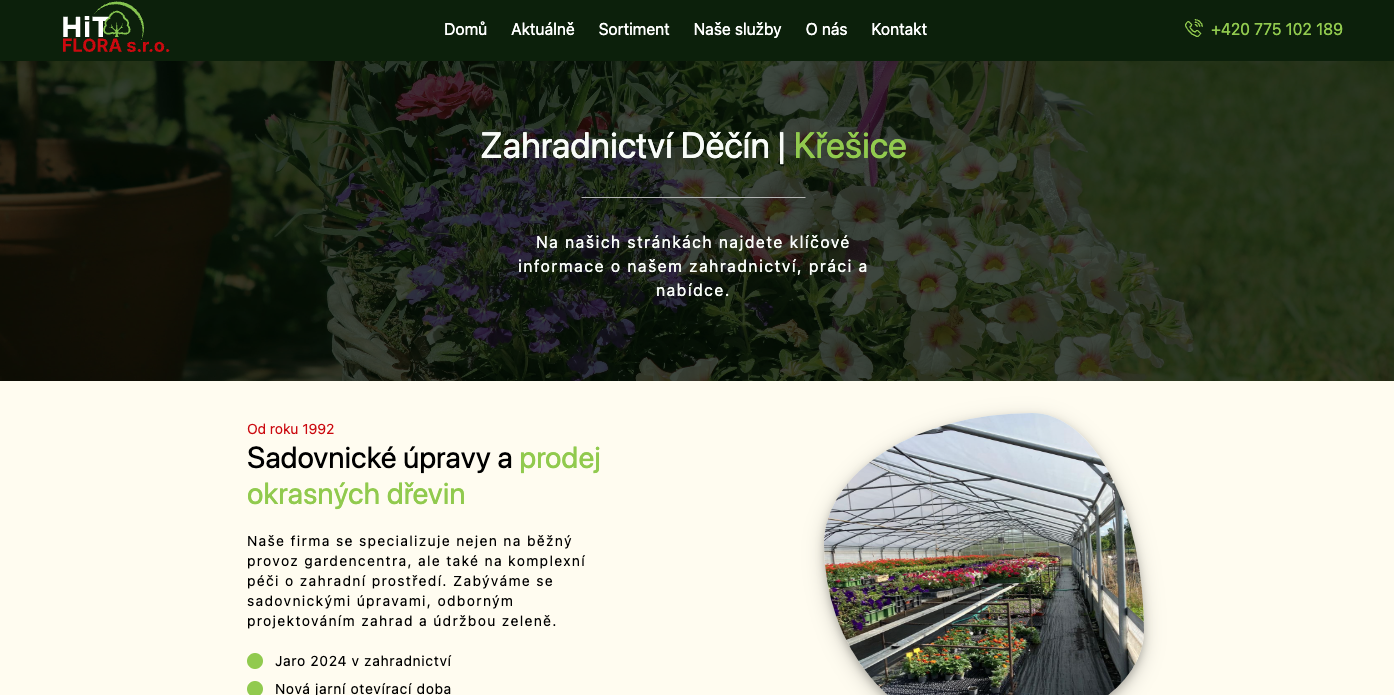 HiT
FLORA s.r.o.
Domů Aktuálně Sortiment Naše služby O nás Kontakt
+420 775 102 189
Zahradnictví Děčín | Křešice
Na našich stránkách najdete klíčové
informace o našem zahradnictví, práci a
nabídce.
Od roku 1992
Sadovnické úpravy a prodej
okrasných dřevin
Naše firma se specializuje nejen na běžný
provoz gardencentra, ale také na komplexní
péči o zahradní prostředí. Zabýváme se
sadovnickými úpravami, odborným
projektováním zahrad a údržbou zeleně.
Jaro 2024 v zahradnictví
Nová jarní otevírací doba